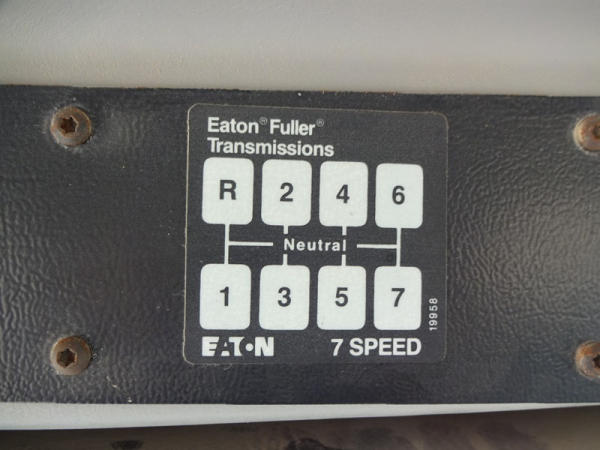 Eaton® Fuller®
Transmissions
R 2 4 6
Neutral
1 3 5 7
19958
EATON 7 SPEED